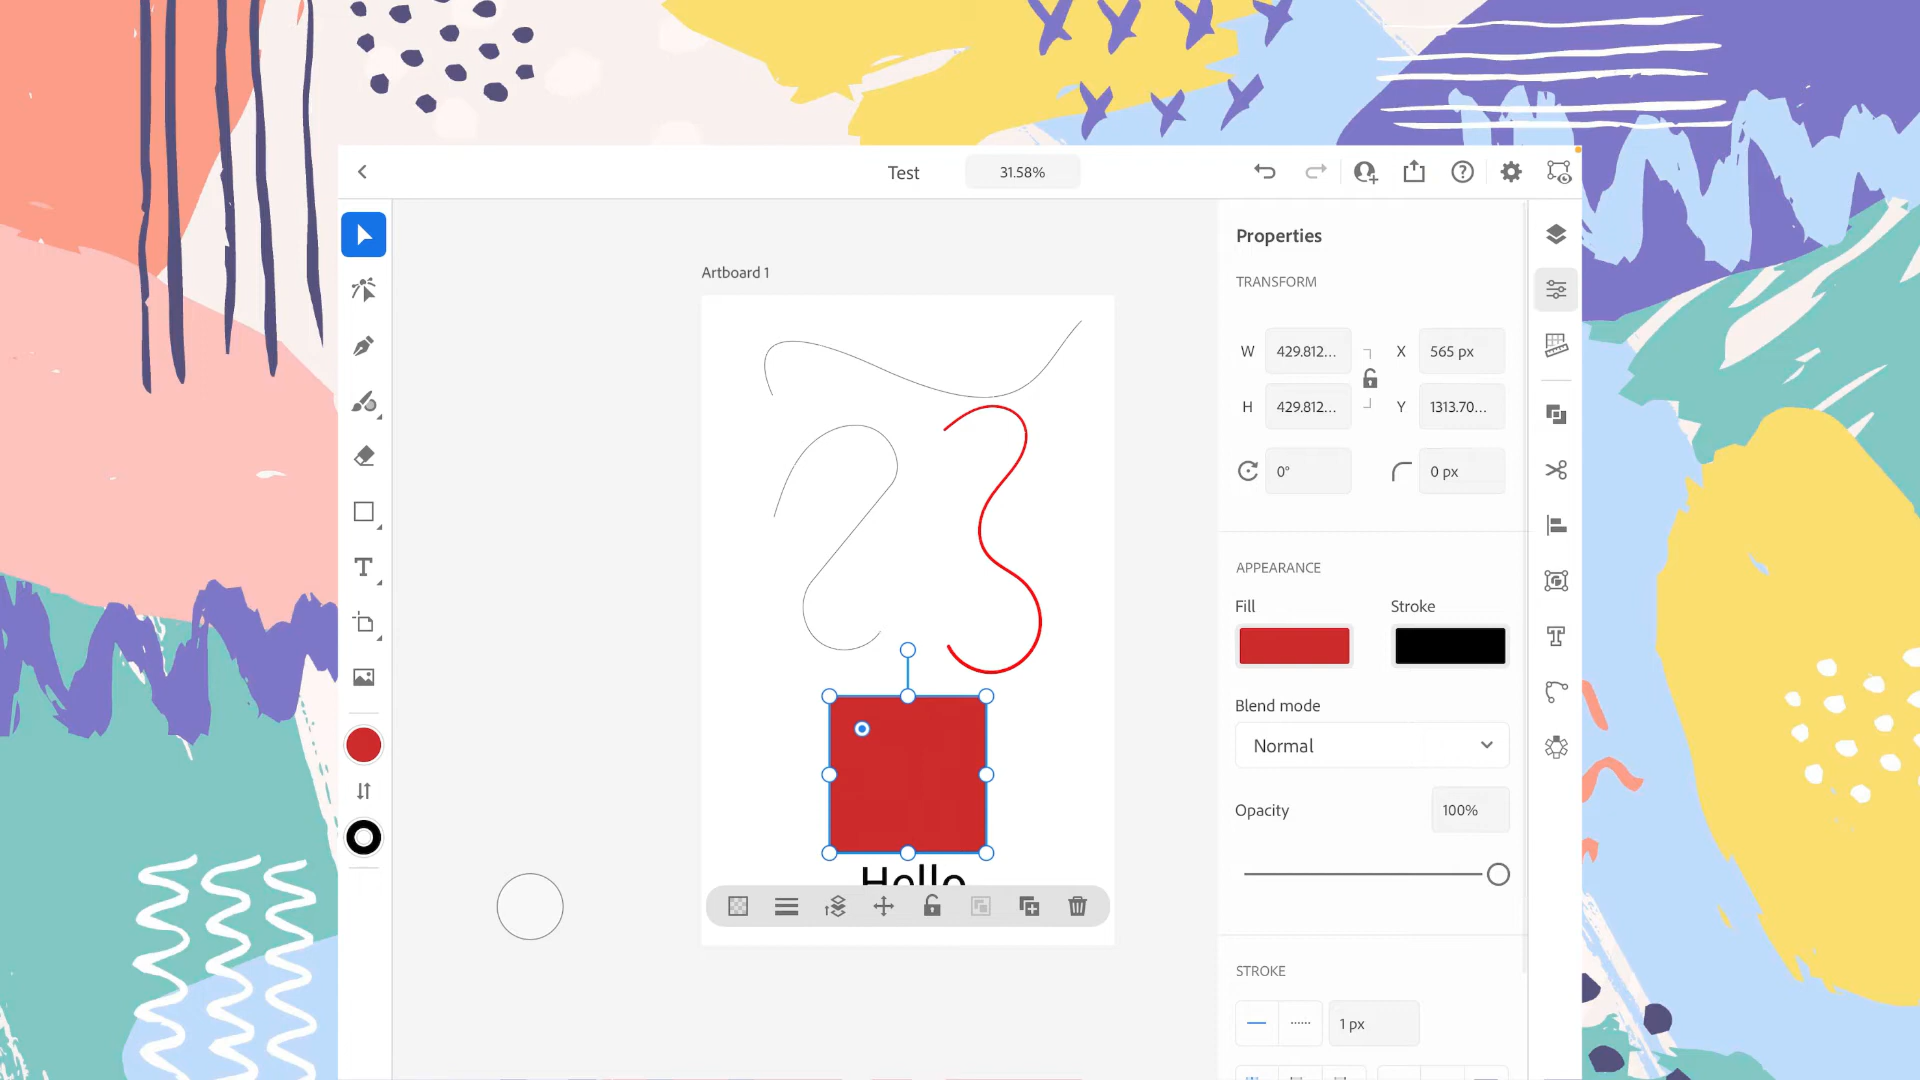 Test 31.58%
Artboard 1
Properties
TRANSFORM
W 429.812... X 565 px
H 429.812... Y 1313.70...
0° 0 px
APPEARANCE
Fill Stroke
Blend mode
Normal
Opacity 100%
STROKE
1 px
Hello